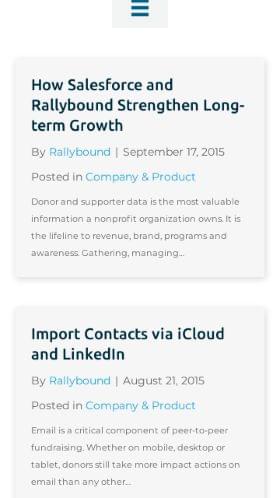 How Salesforce and
Rallybound Strengthen Long-
term Growth
By Rallybound | September 17, 2015
Posted in Company & Product
Donor and supporter data is the most valuable
information a nonprofit organization owns. It is
the lifeline to revenue, brand, programs and
awareness. Gathering, managing...
Import Contacts via iCloud
and LinkedIn
By Rallybound | August 21, 2015
Posted in Company & Product
Email is a critical component of peer-to-peer
fundraising. Whether on mobile, desktop or
tablet, donors still take more impact actions on
email than any other...